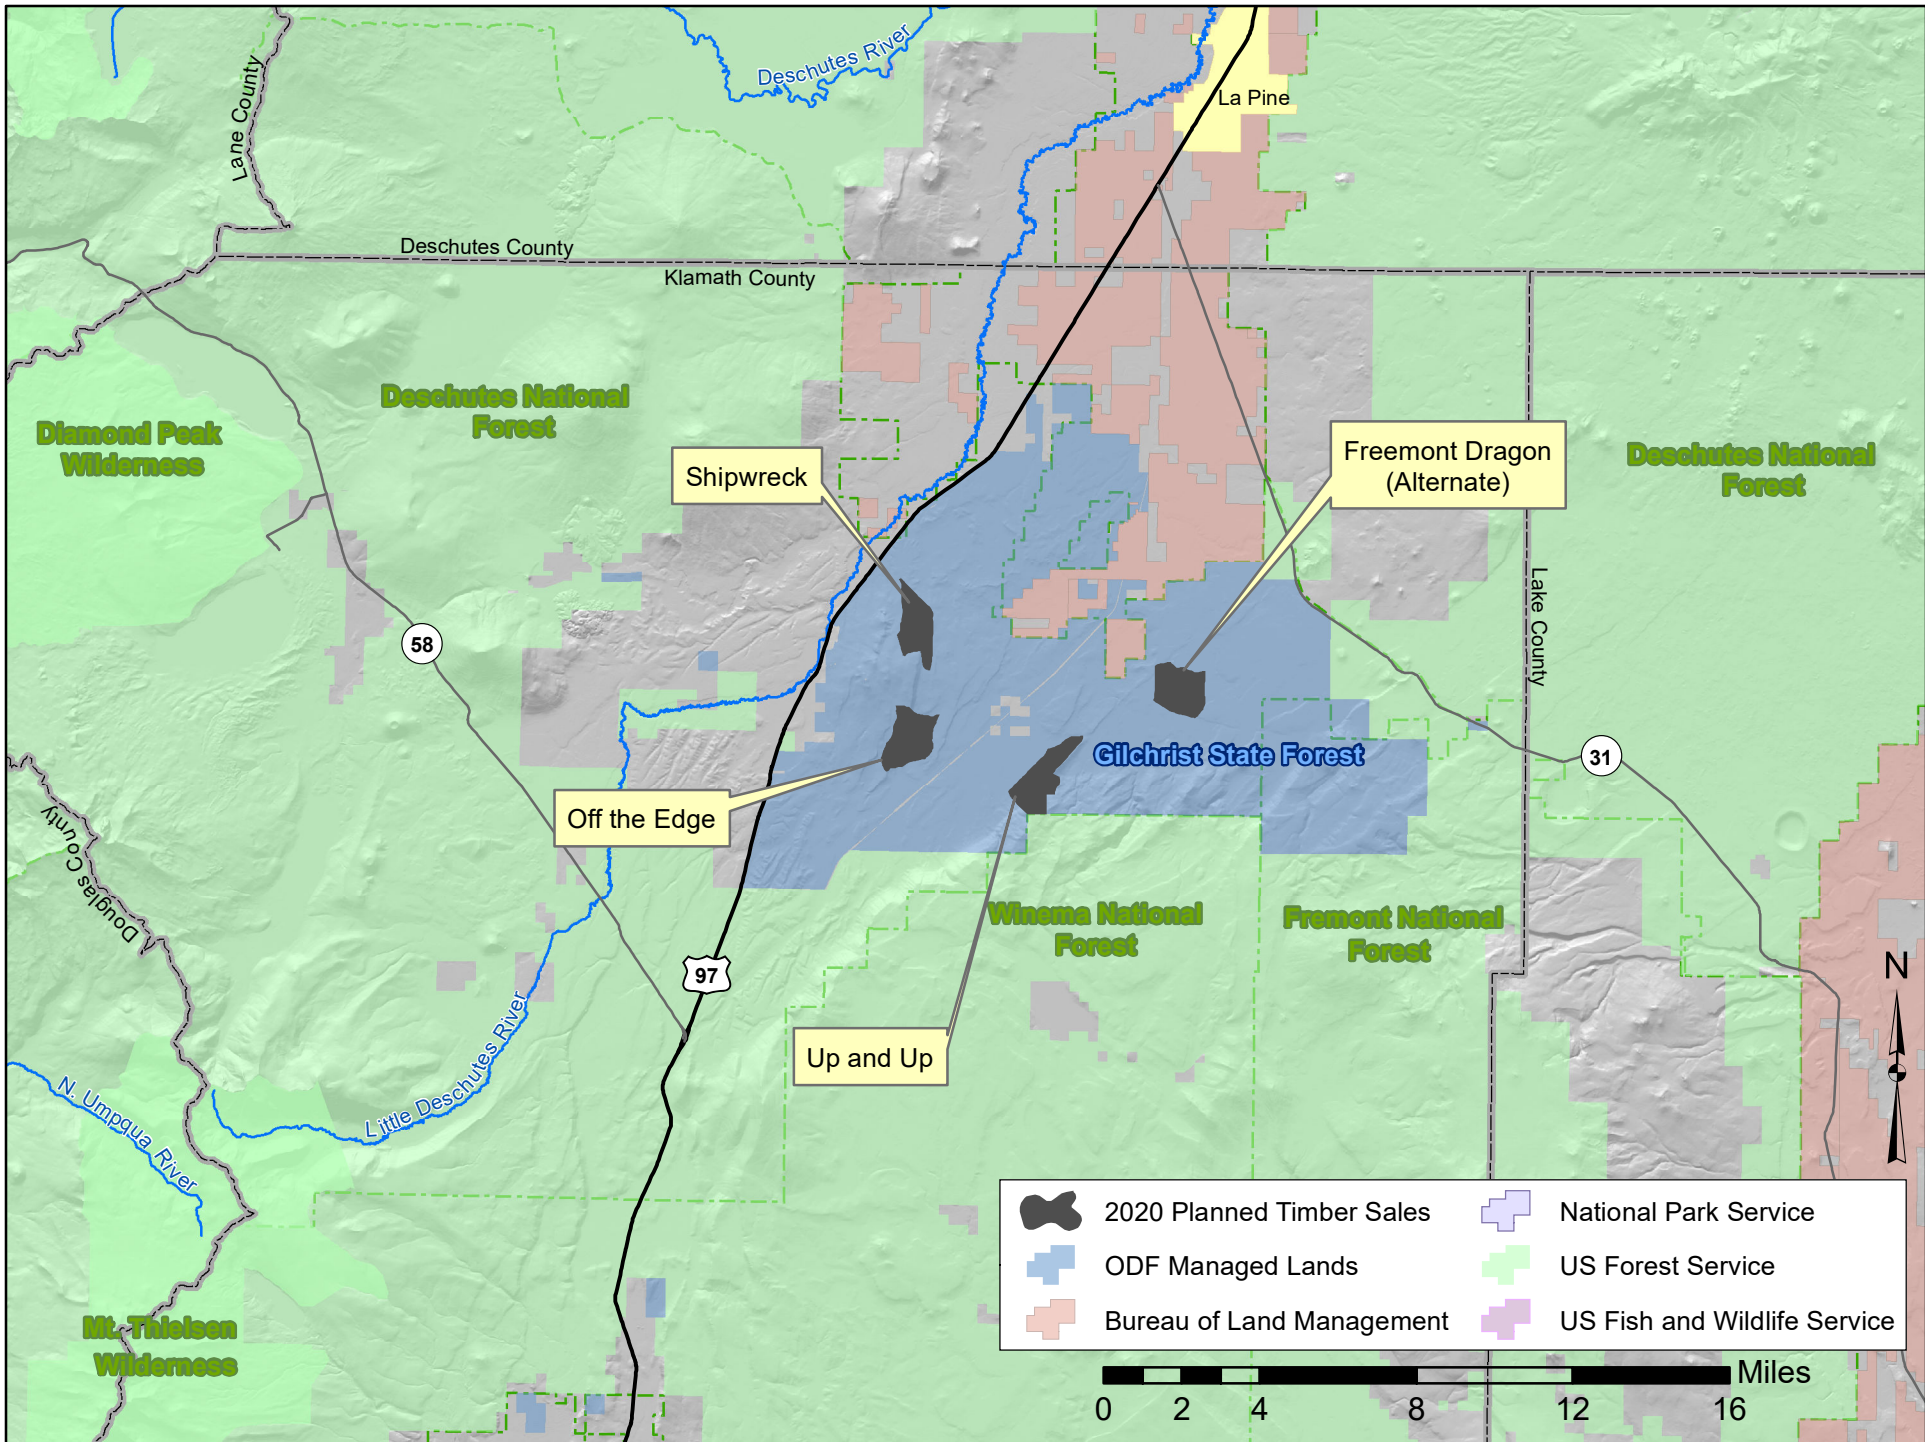 Deschutes River
La Pine
Lane County
Deschutes County
Klamath County
Deschutes National
Forest
Diamond Peak
Wilderness
Shipwreck
Freemont Dragon
(Alternate)
Deschutes National
Forest
Lake County
58
Gilchrist State Forest
31
Off the Edge
Douglas County
Winema National
Forest
Fremont National
Forest
97
N
Up and Up
Little Deschutes River
N. Umpqua River
Mt. Thielsen
Wilderness
2020 Planned Timber Sales
ODF Managed Lands
Bureau of Land Management
National Park Service
US Forest Service
US Fish and Wildlife Service
Miles
0 2 4 8 12 16